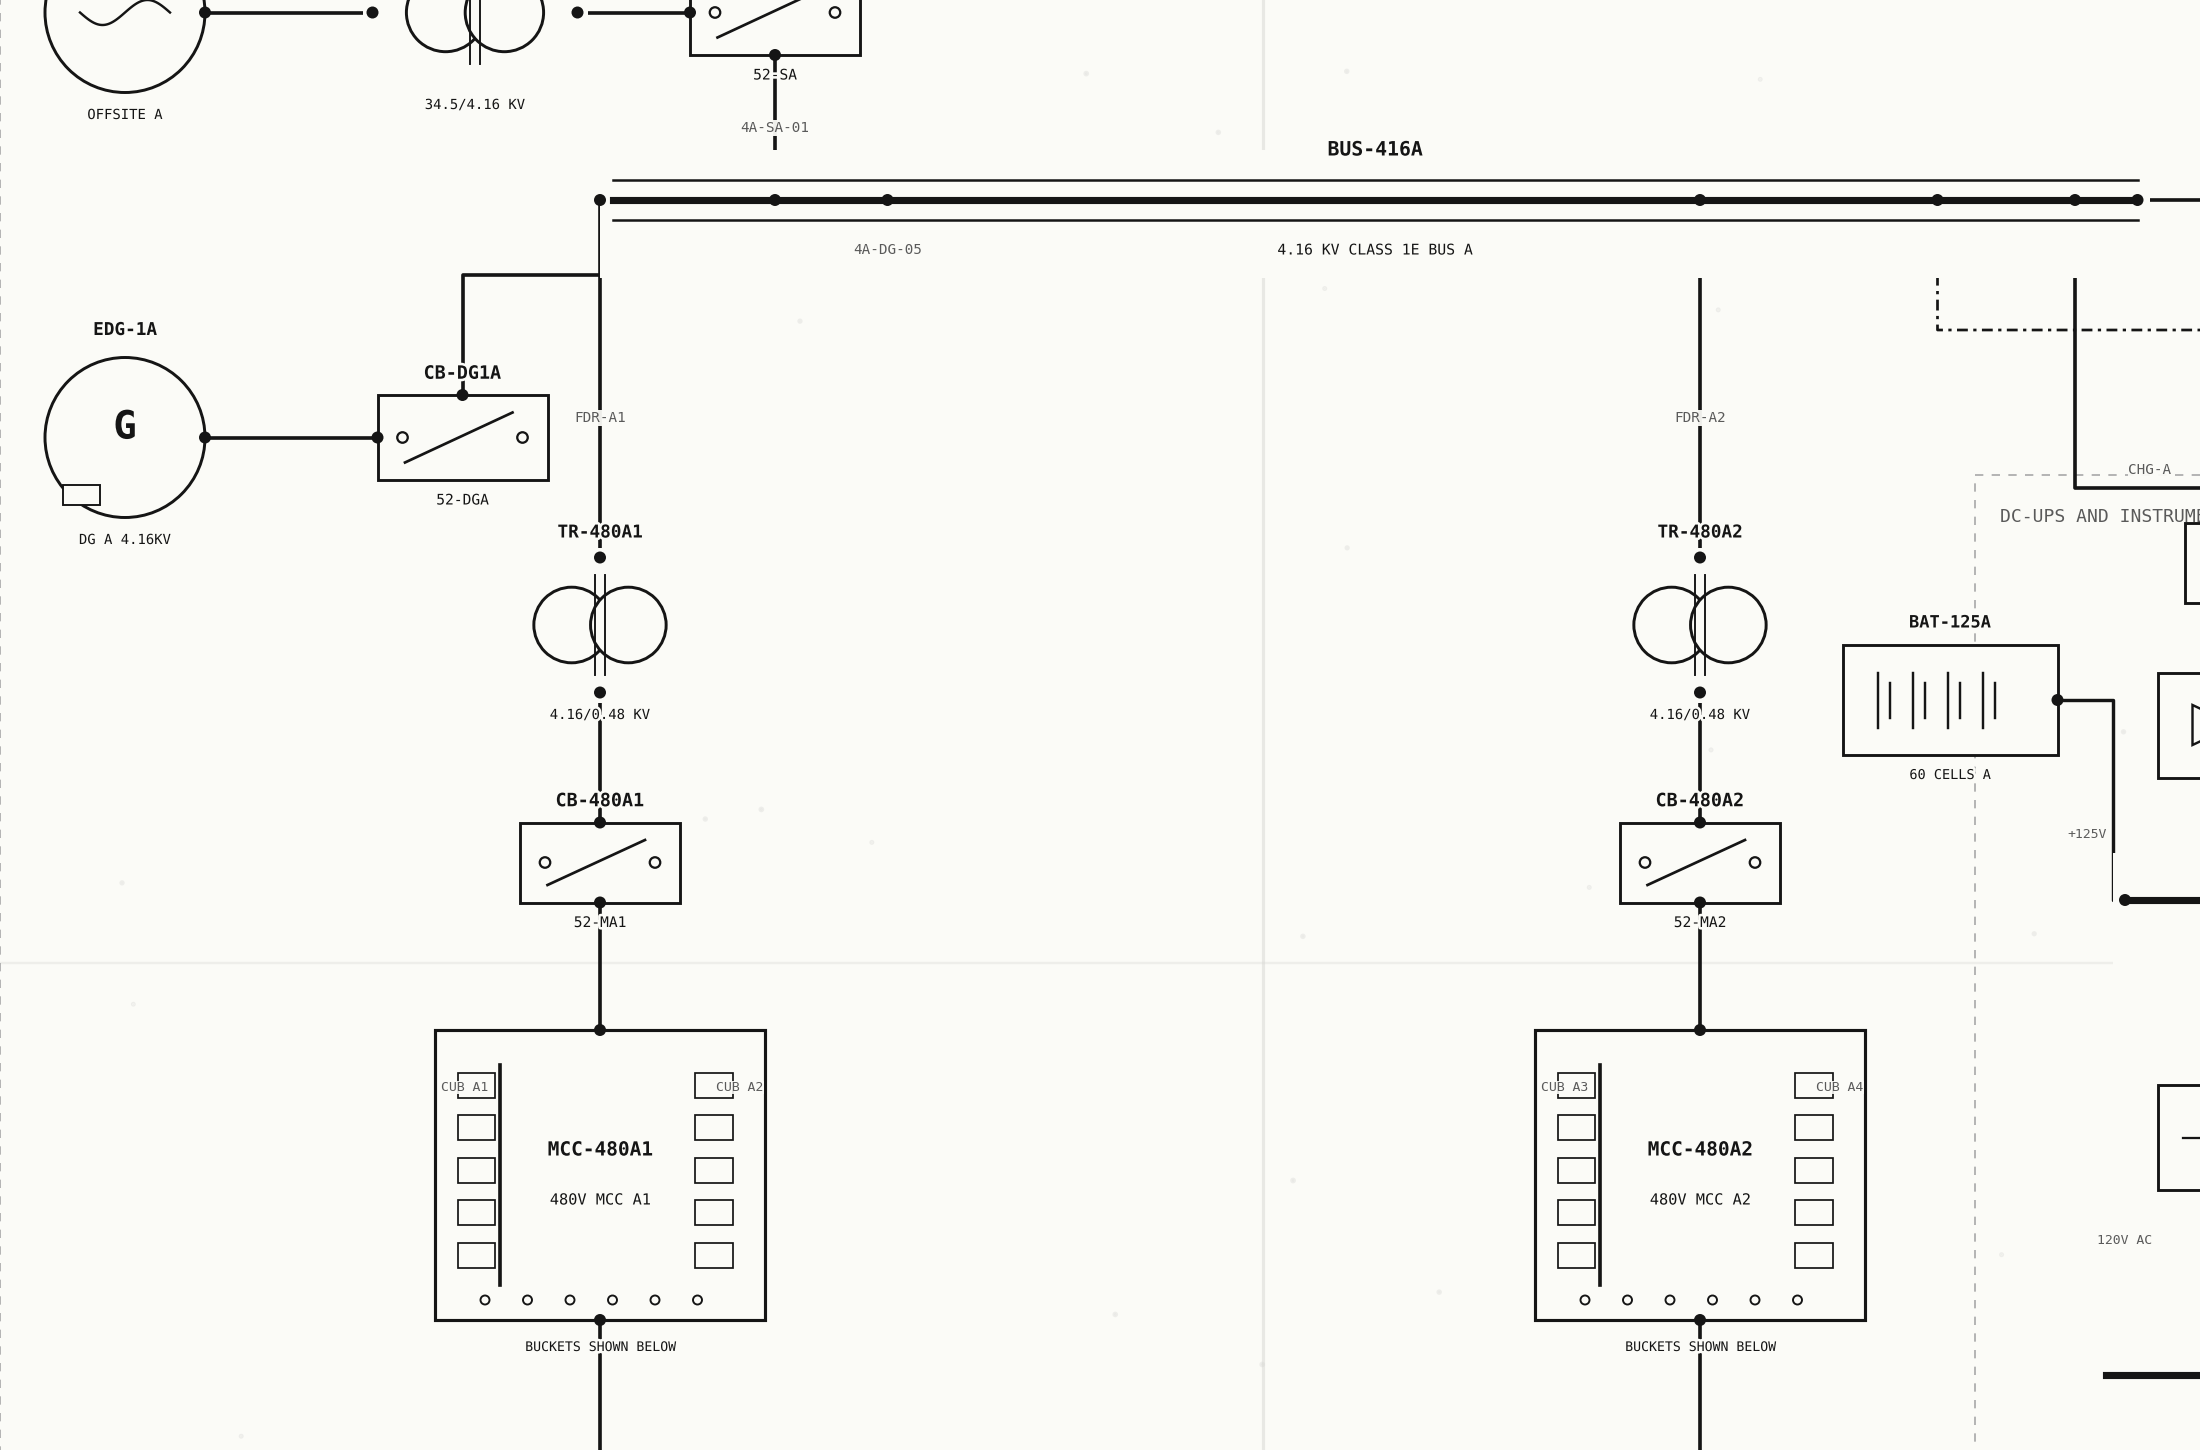 52-SA
34.5/4.16 KV
OFFSITE A
4A-SA-01
BUS-416A
4A-DG-05
4.16 KV CLASS 1E BUS A
EDG-1A
G
DG A 4.16KV
CB-DG1A
52-DGA
FDR-A1
FDR-A2
CHG-A
DC-UPS AND INSTRUME
TR-480A1
4.16/0.48 KV
TR-480A2
4.16/0.48 KV
BAT-125A
60 CELLS A
+125V
CB-480A1
52-MA1
CB-480A2
52-MA2
CUB A1
CUB A2
MCC-480A1
480V MCC A1
BUCKETS SHOWN BELOW
CUB A3
CUB A4
MCC-480A2
480V MCC A2
BUCKETS SHOWN BELOW
120V AC